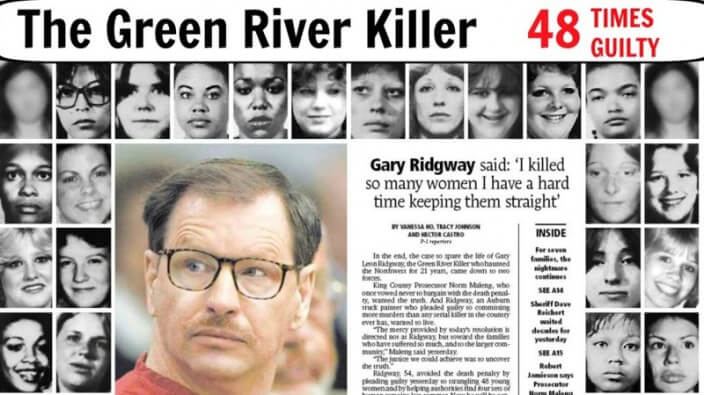 The Green River Killer
48 TIMES
GUILTY
Gary Ridgway said: ‘I killed
so many women I have a hard
time keeping them straight’
BY VANESSA HO, TRACY JOHNSON
AND HECTOR CASTRO
P-I reporters
In the end, the case to spare the life of Gary
Leon Ridgway, the Green River Killer who haunted
the Northwest for 21 years, came down to two
forces.
King County Prosecutor Norm Maleng, who
once vowed never to bargain with the death penal-
ty, wanted the truth. And Ridgway, an Auburn
truck painter who pleaded guilty to committing
more murders than any serial killer in the country
ever has, wanted to live.
"The mercy provided by today's resolution is
directed not at Ridgway, but toward the families
who have suffered so much, and to the larger com-
munity," Maleng said yesterday.
"The justice we could achieve was to uncover
the truth."
Ridgway, 54, avoided the death penalty by
pleading guilty yesterday to strangling 48 young
women and by helping authorities find four sets of
INSIDE
For seven
families, the
nightmare
continues
SEE A14
Sheriff Dave
Reichert
waited
decades for
yesterday
SEE A15
Robert
Jamieson says
Prosecutor
Norm Maleng